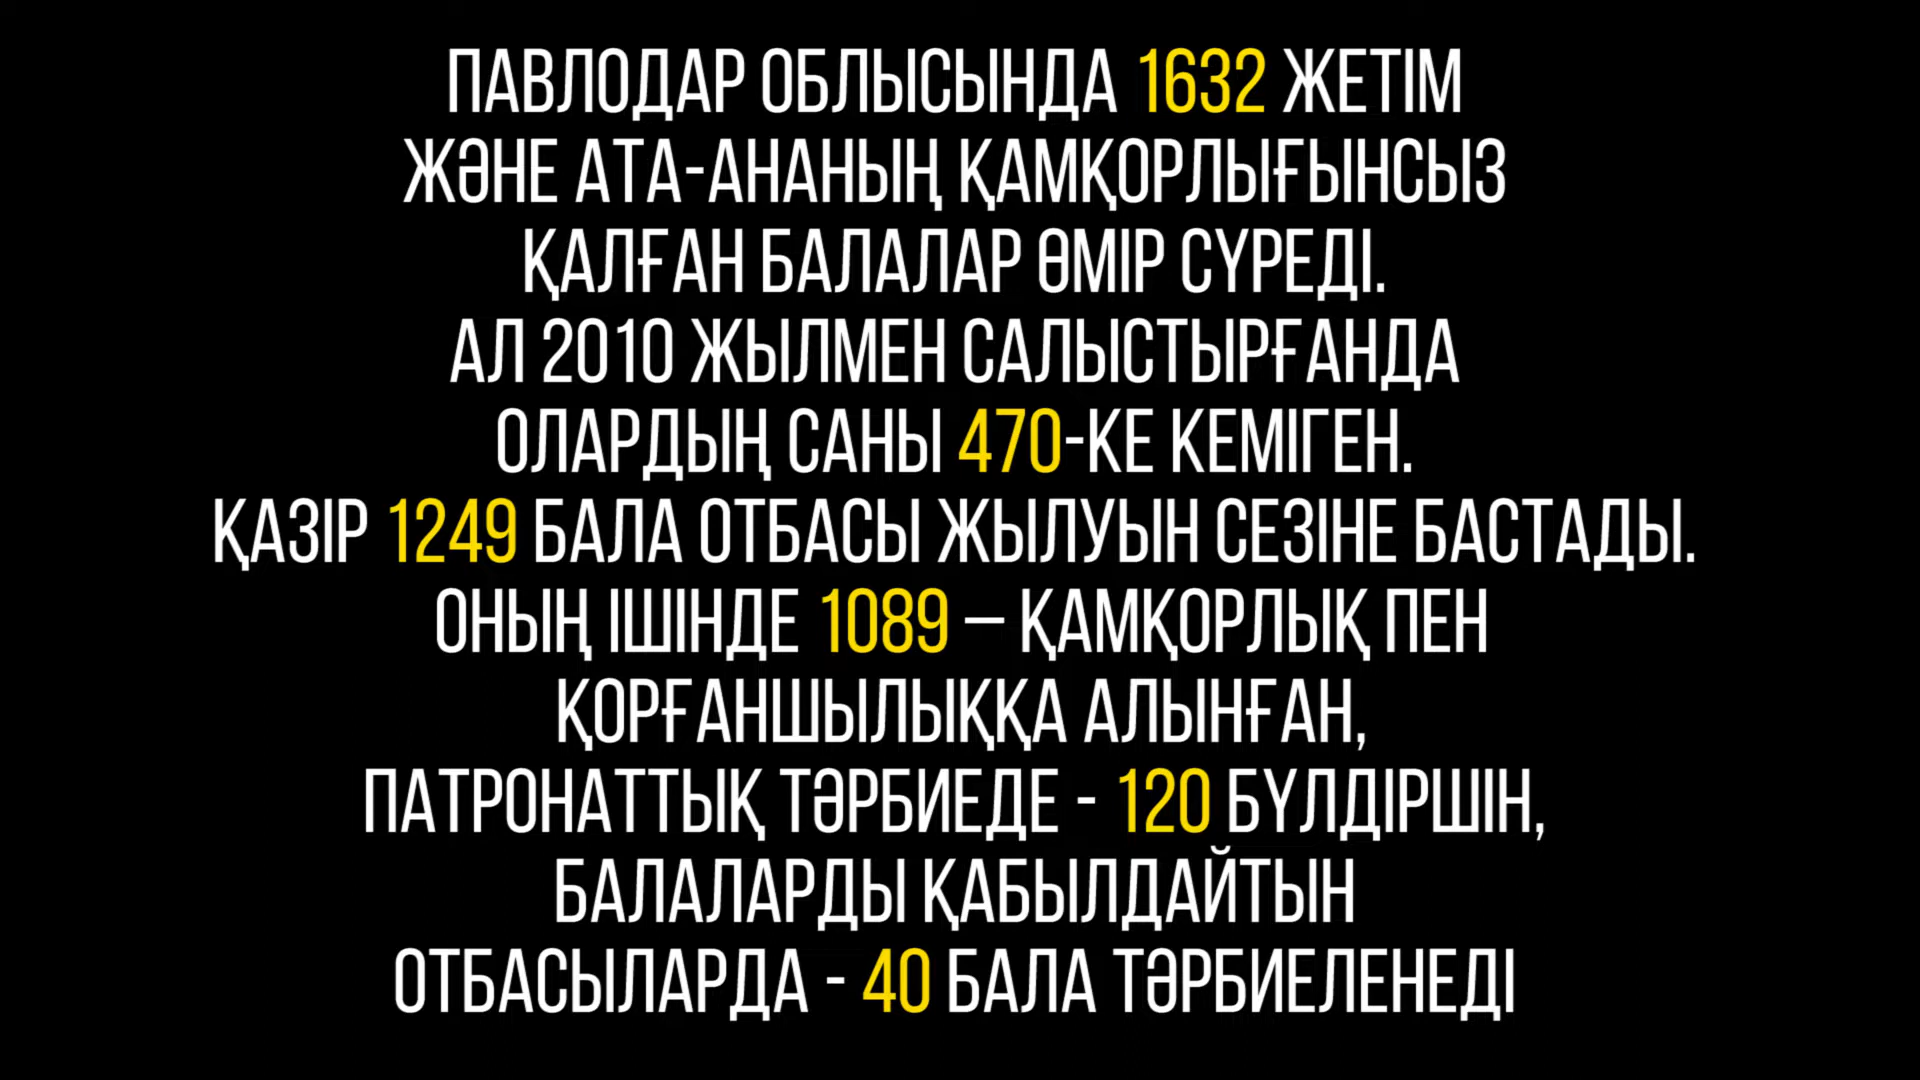 ПАВЛОДАР ОБЛЫСЫНДА 1632 ЖЕТІМ
ЖӘНЕ АТА-АНАНЫҢ ҚАМҚОРЛЫҒЫНСЫЗ
ҚАЛҒАН БАЛАЛАР ӨМІР СҮРЕДІ.
АЛ 2010 ЖЫЛМЕН САЛЫСТЫРҒАНДА
ОЛАРДЫҢ САНЫ 470-КЕ КЕМІГЕН.
ҚАЗІР 1249 БАЛА ОТБАСЫ ЖЫЛУЫН СЕЗІНЕ БАСТАДЫ.
ОНЫҢ ІШІНДЕ 1089 – ҚАМҚОРЛЫҚ ПЕН
ҚОРҒАНШЫЛЫҚҚА АЛЫНҒАН,
ПАТРОНАТТЫҚ ТӘРБИЕДЕ - 120 БҮЛДІРШІН,
БАЛАЛАРДЫ ҚАБЫЛДАЙТЫН
ОТБАСЫЛАРДА - 40 БАЛА ТӘРБИЕЛЕНЕДІ